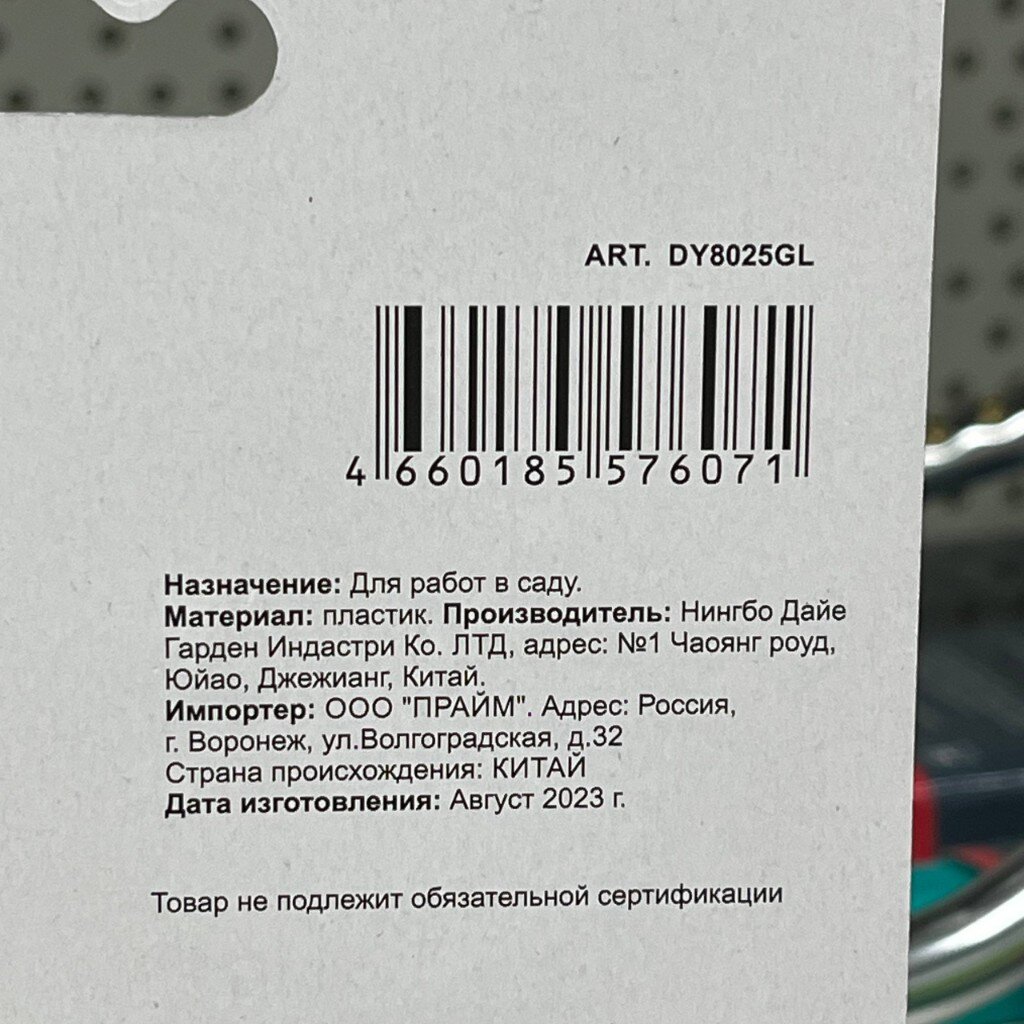 ART. DY8025GL
4 660185 576071
Назначение: Для работ в саду.
Материал: пластик. Производитель: Нингбо Дайе
Гарден Индастри Ко. ЛТД, адрес: №1 Чаоянг роуд,
Юйао, Джежианг, Китай.
Импортер: ООО "ПРАЙМ". Адрес: Россия,
г. Воронеж, ул.Волгоградская, д.32
Страна происхождения: КИТАЙ
Дата изготовления: Август 2023 г.
Товар не подлежит обязательной сертификации